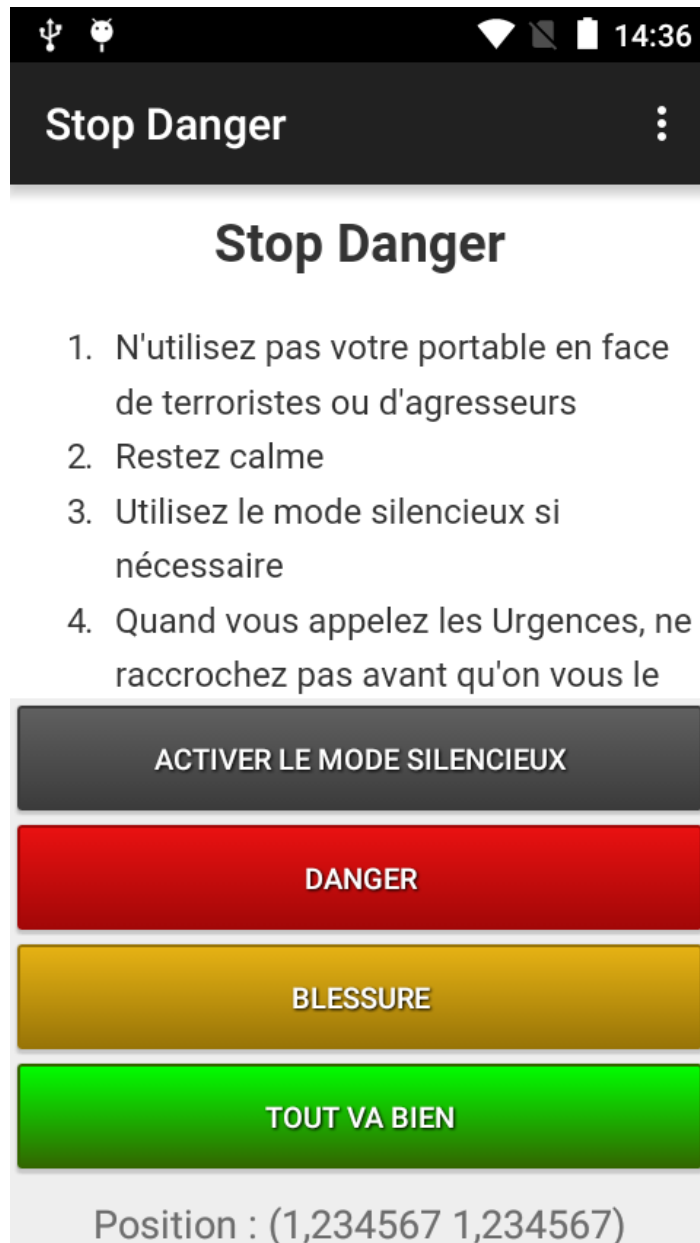 14:36
Stop Danger
Stop Danger
1. N'utilisez pas votre portable en face
de terroristes ou d'agresseurs
2. Restez calme
3. Utilisez le mode silencieux si
nécessaire
4. Quand vous appelez les Urgences, ne
raccrochez pas avant qu'on vous le
ACTIVER LE MODE SILENCIEUX
DANGER
BLESSURE
TOUT VA BIEN
Position : (1,234567 1,234567)